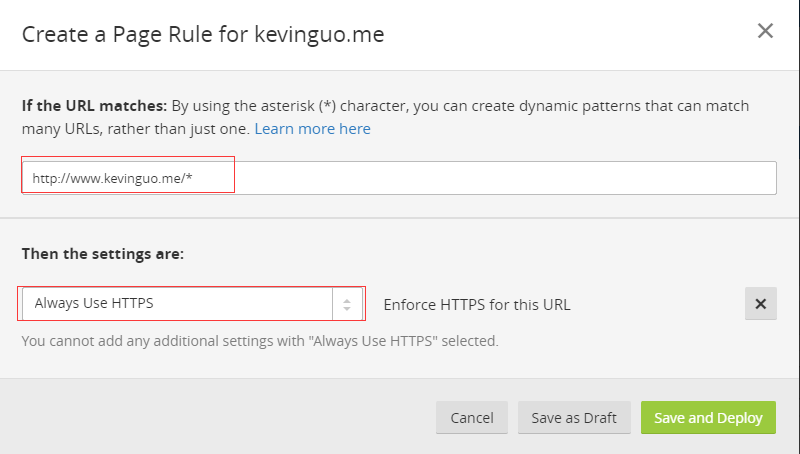 Create a Page Rule for kevinguo.me
If the URL matches: By using the asterisk (*) character, you can create dynamic patterns that can match
many URLs, rather than just one. Learn more here
http://www.kevinguo.me/*
Then the settings are:
Always Use HTTPS
Enforce HTTPS for this URL
You cannot add any additional settings with "Always Use HTTPS" selected.
Cancel
Save as Draft
Save and Deploy